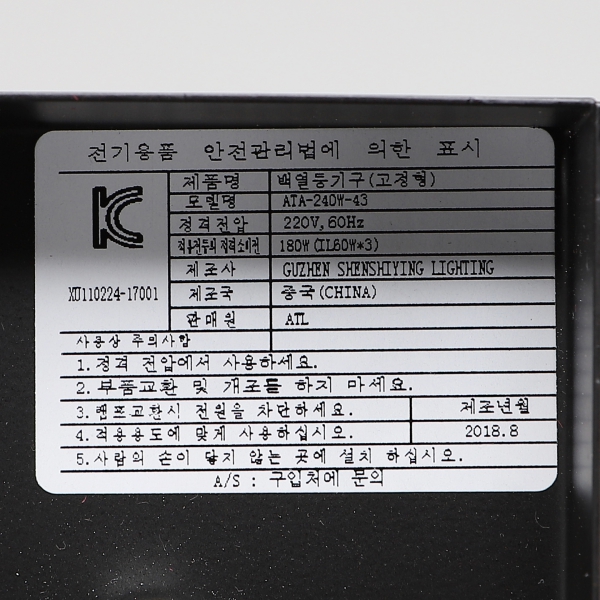 전기용품 안전관리법에 의한 표시
제품명 백열등기구(고정형)
모델명 ATA-240W-43
정격전압 220V,60Hz
적용전등의 정격소비전 180W(IL60W*3)
제조사 GUZHEN SHENSHIYING LIGHTING
XU110224-17001 제조국 중국(CHINA)
판매원 ATL
사용상 주의사항
1.정격 전압에서 사용하세요.
2.부품교환 및 개조를 하지 마세요.
3.램프교환시 전원을 차단하세요. 제조년월
4.적용용도에 맞게 사용하십시오. 2018.8
5.사람의 손이 닿지 않는 곳에 설치 하십시오.
A/S : 구입처에 문의